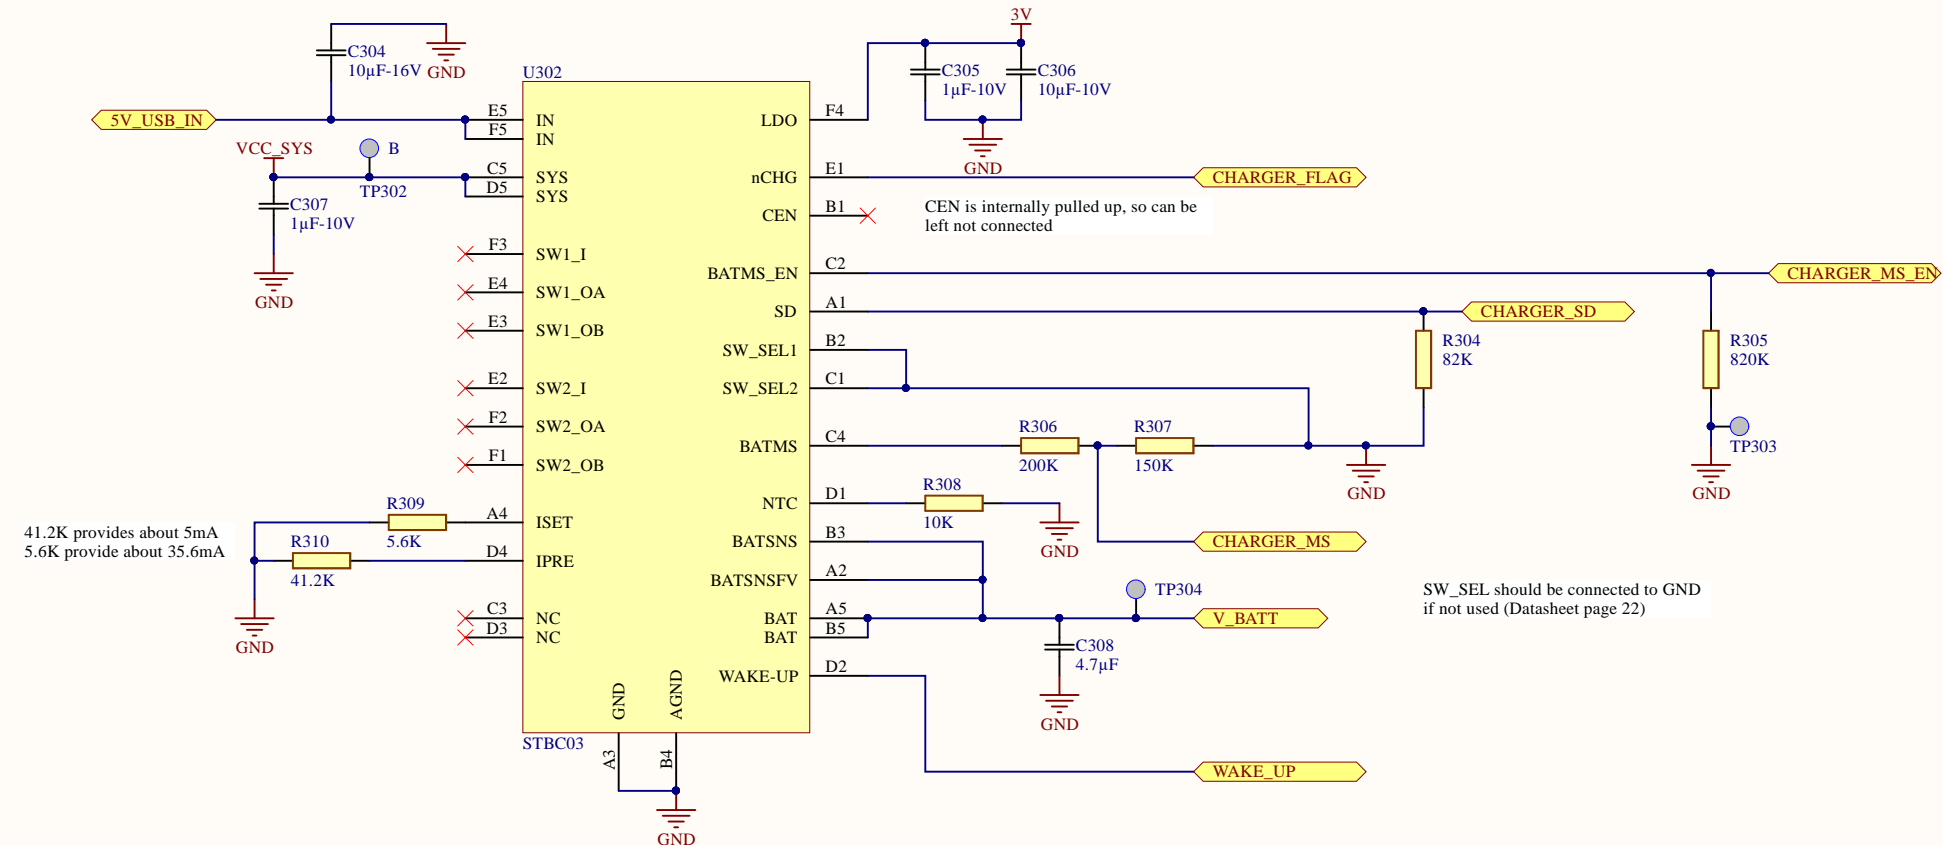 3V
C304
10µF-16V
GND
C305
1µF-10V
C306
10µF-10V
U302
5V_USB_IN
E5
IN
F5
IN
LDO
F4
GND
VCC_SYS
B
TP302
C5
SYS
D5
SYS
nCHG
E1
CHARGER_FLAG
C307
1µF-10V
GND
CEN
B1
CEN is internally pulled up, so can be
left not connected
F3
SW1_I
E4
SW1_OA
E3
SW1_OB
BATMS_EN
C2
CHARGER_MS_EN
SD
A1
CHARGER_SD
R304
82K
R305
820K
SW_SEL1
B2
SW_SEL2
C1
E2
SW2_I
F2
SW2_OA
F1
SW2_OB
BATMS
C4
R306
200K
R307
150K
GND
TP303
GND
NTC
D1
R308
10K
GND
41.2K provides about 5mA
5.6K provide about 35.6mA
R309
5.6K
A4
ISET
R310
41.2K
D4
IPRE
GND
BATSNS
B3
CHARGER_MS
BATSNSFV
A2
SW_SEL should be connected to GND
if not used (Datasheet page 22)
TP304
C3
NC
D3
NC
BAT
A5
BAT
B5
V_BATT
C308
4.7µF
GND
WAKE-UP
D2
WAKE_UP
GND
AGND
STBC03
A3
B4
GND